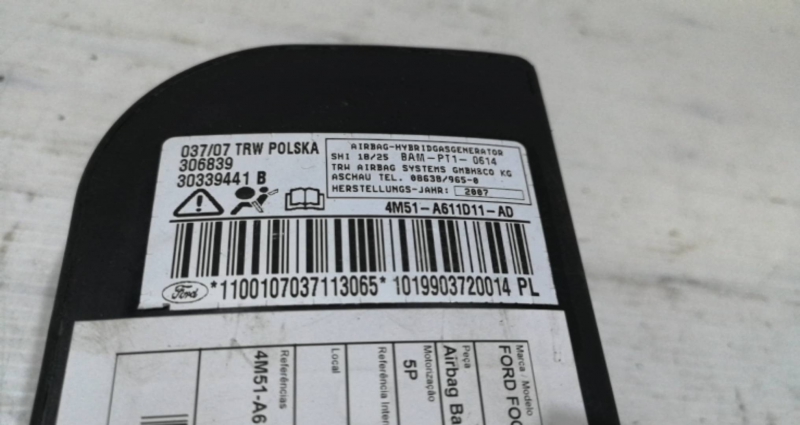 037/07 TRW POLSKA
306839
30339441 B
AIRBAG-HYBRIDGASGENERATOR
SHI 10/25 BAM-PT1-0614
TRW AIRBAG SYSTEMS GMBH&CO KG
ASCHAU TEL. 08638/965-0
HERSTELLUNGS-JAHR: 2007
4M51-A611D11-AD
Ford *1100107037113065* 1019903720014 PL
Marca / Modelo
FORD FOC
Peça
Airbag Ba
Motorização
5P
Referência Inter
Local
Referências
4M51-A6